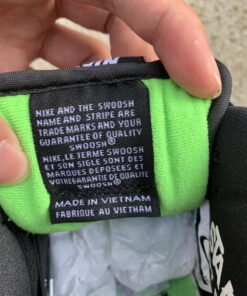 NIKE AND THE SWOOSH
NAME AND STRIPE ARE
TRADE MARKS AND YOUR
GUARANTEE OF QUALITY
SWOOSH®
NIKE, LE TERME SWOOSH
ET SON SIGLE SONT DES
MARQUES DEPOSEES ET
VOTREGARANTIE DE QUALITE
SWOOSH®
MADE IN VIETNAM
FABRIQUE AU VIETNAM